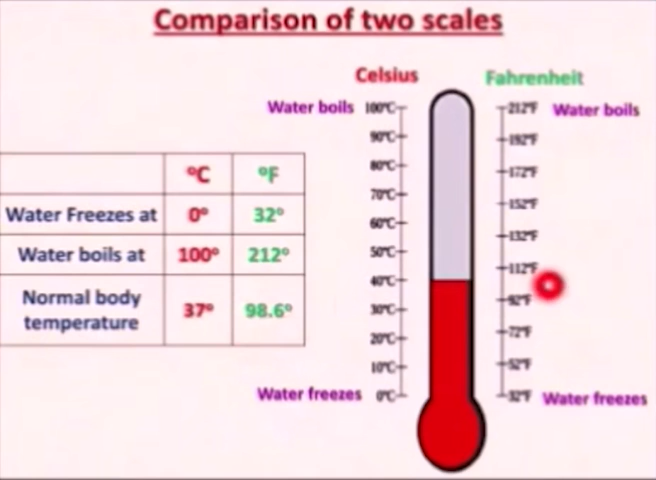 Comparison of two scales
Celsius
Fahrenheit
Water boils
100°C
212°F
Water boils
90°C
192°F
80°C
172°F
70°C
152°F
60°C
132°F
50°C
112°F
40°C
92°F
30°C
72°F
20°C
52°F
10°C
Water freezes
0°C
32°F
Water freezes
°C
°F
Water Freezes at
0°
32°
Water boils at
100°
212°
Normal body
temperature
37°
98.6°